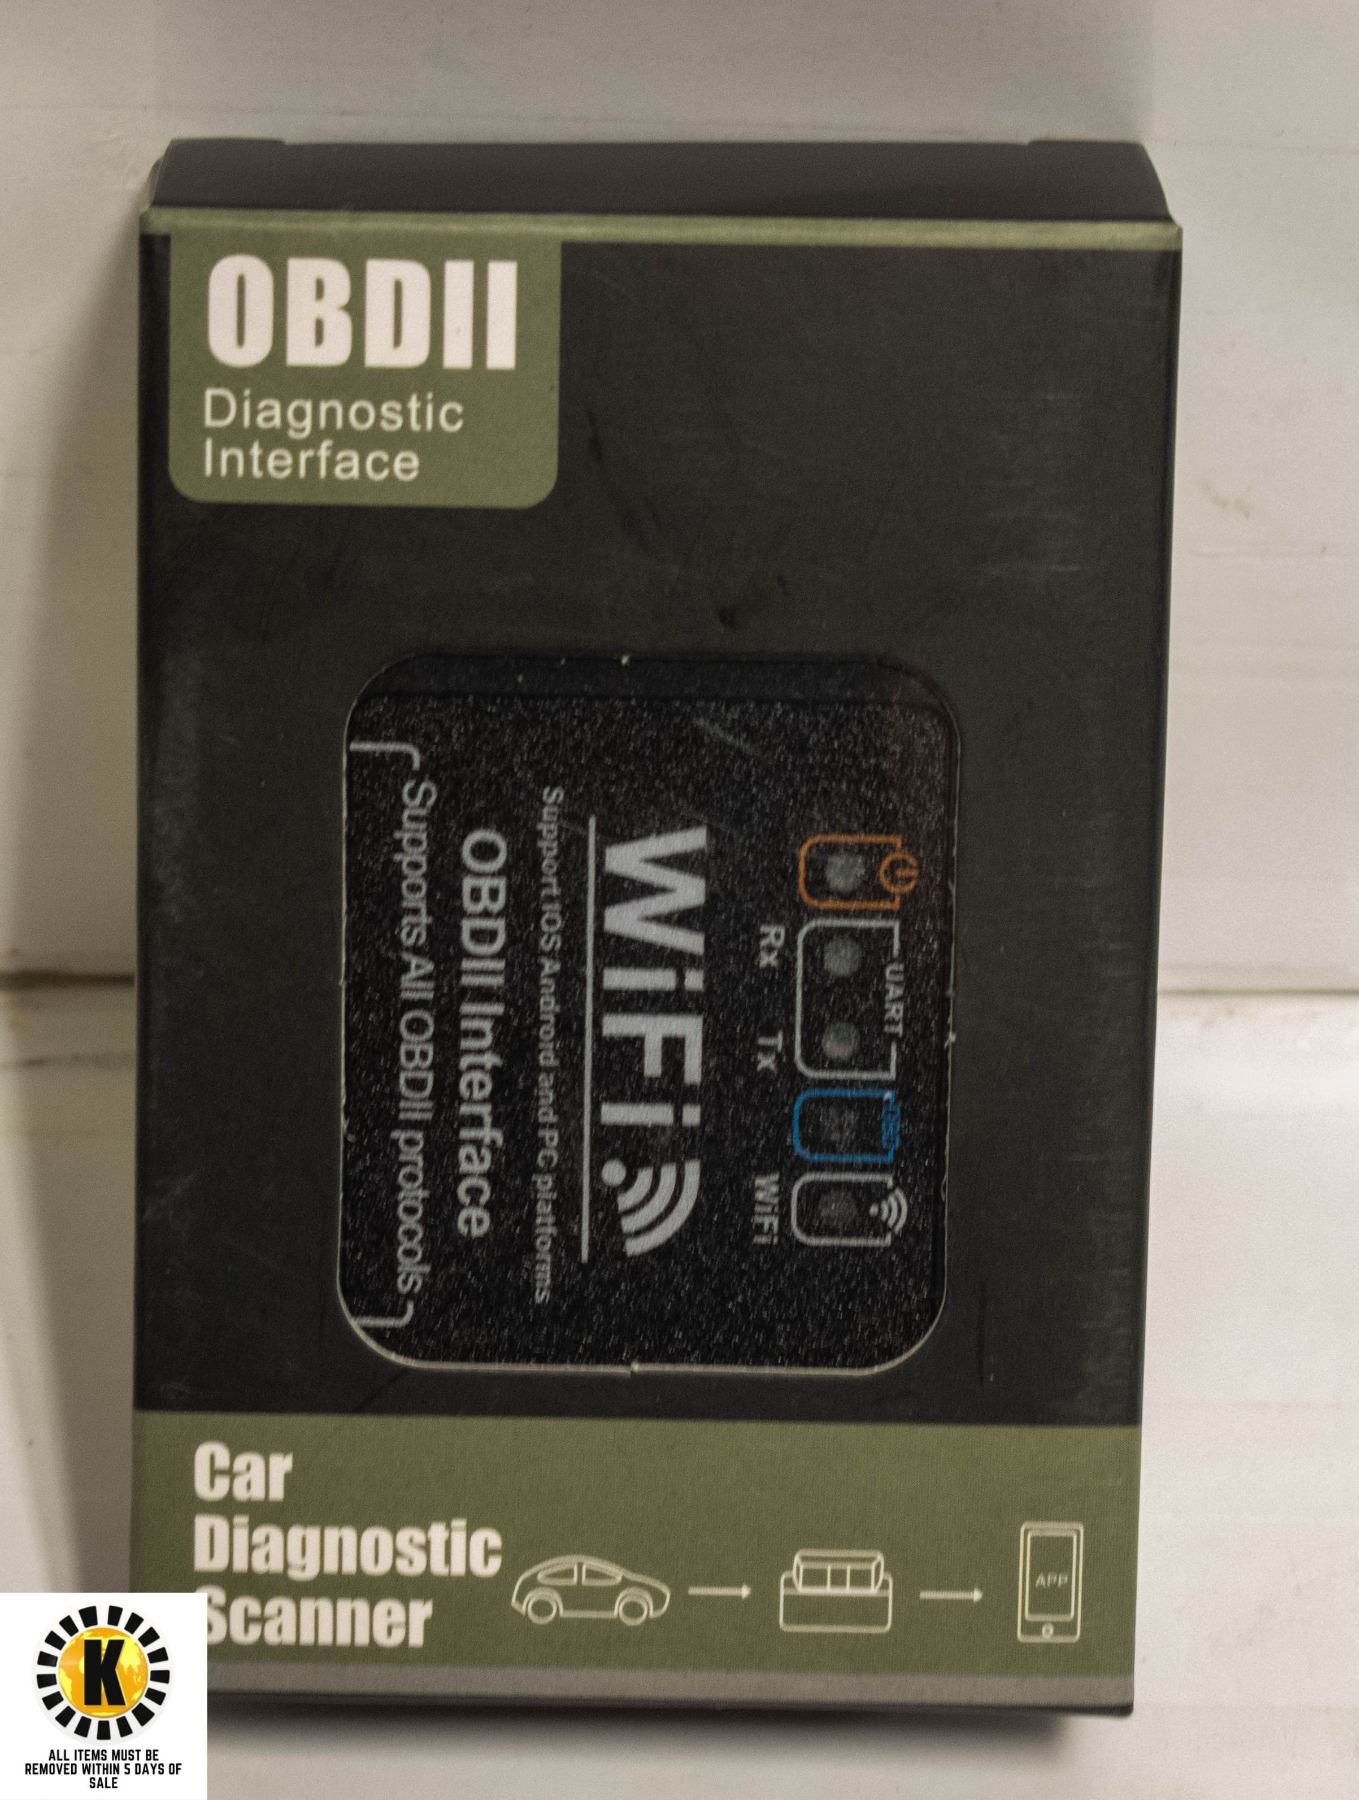 OBDII
Diagnostic
Interface
UART
Rx Tx
WiFi
WiFi
Support IOS Android and PC platforms
OBDII Interface
Supports All OBDII protocols
Car
Diagnostic
Scanner
APP
K
ALL ITEMS MUST BE
REMOVED WITHIN 5 DAYS OF
SALE